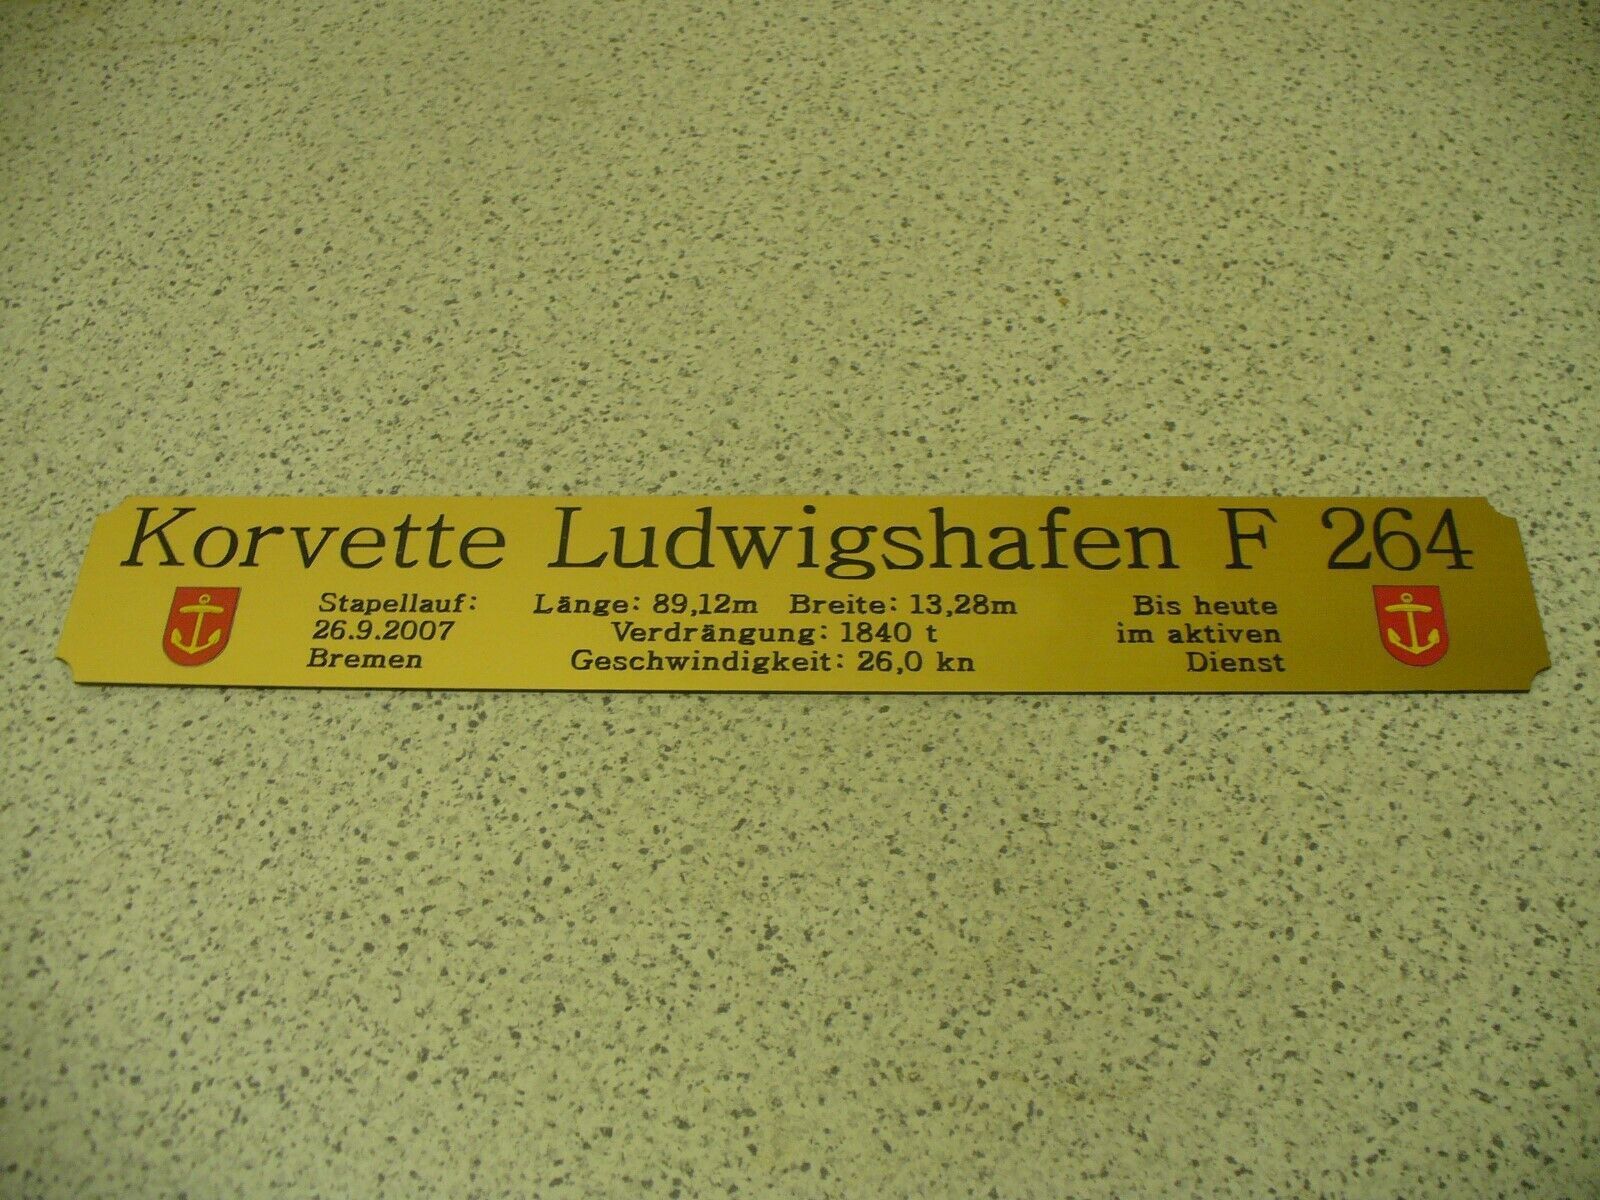 Korvette Ludwigshafen F 264
Stapellauf:
26.9.2007
Bremen
Länge: 89,12m Breite: 13,28m
Verdrängung: 1840 t
Geschwindigkeit: 26,0 kn
Bis heute
im aktiven
Dienst